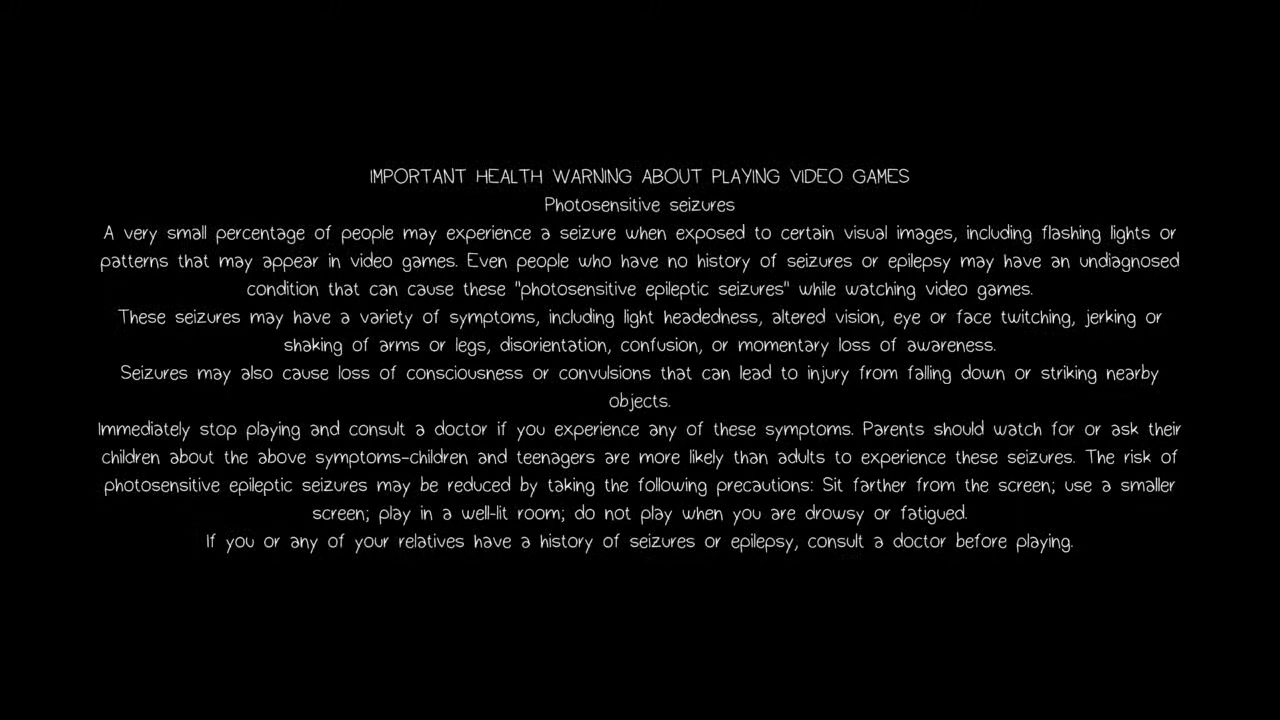 IMPORTANT HEALTH WARNING ABOUT PLAYING VIDEO GAMES
Photosensitive seizures
A very small percentage of people may experience a seizure when exposed to certain visual images, including flashing lights or
patterns that may appear in video games. Even people who have no history of seizures or epilepsy may have an undiagnosed
condition that can cause these "photosensitive epileptic seizures" while watching video games.
These seizures may have a variety of symptoms, including light headedness, altered vision, eye or face twitching, jerking or
shaking of arms or legs, disorientation, confusion, or momentary loss of awareness.
Seizures may also cause loss of consciousness or convulsions that can lead to injury from falling down or striking nearby
objects.
Immediately stop playing and consult a doctor if you experience any of these symptoms. Parents should watch for or ask their
children about the above symptoms-children and teenagers are more likely than adults to experience these seizures. The risk of
photosensitive epileptic seizures may be reduced by taking the following precautions: Sit farther from the screen; use a smaller
screen; play in a well-lit room; do not play when you are drowsy or fatigued.
If you or any of your relatives have a history of seizures or epilepsy, consult a doctor before playing.